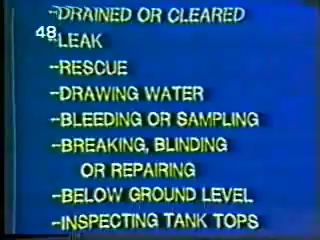 -DRAINED OR CLEARED
48
-LEAK
-RESCUE
-DRAWING WATER
-BLEEDING OR SAMPLING
-BREAKING, BLINDING
OR REPAIRING
-BELOW GROUND LEVEL
-INSPECTING TANK TOPS